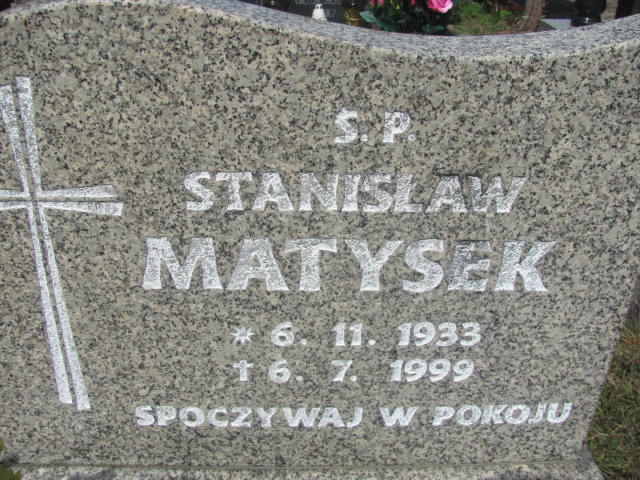 S. P.
STANISŁAW
MATYSEK
* 6. 11. 1933
† 6. 7. 1999
SPOCZYWAJ W POKOJU